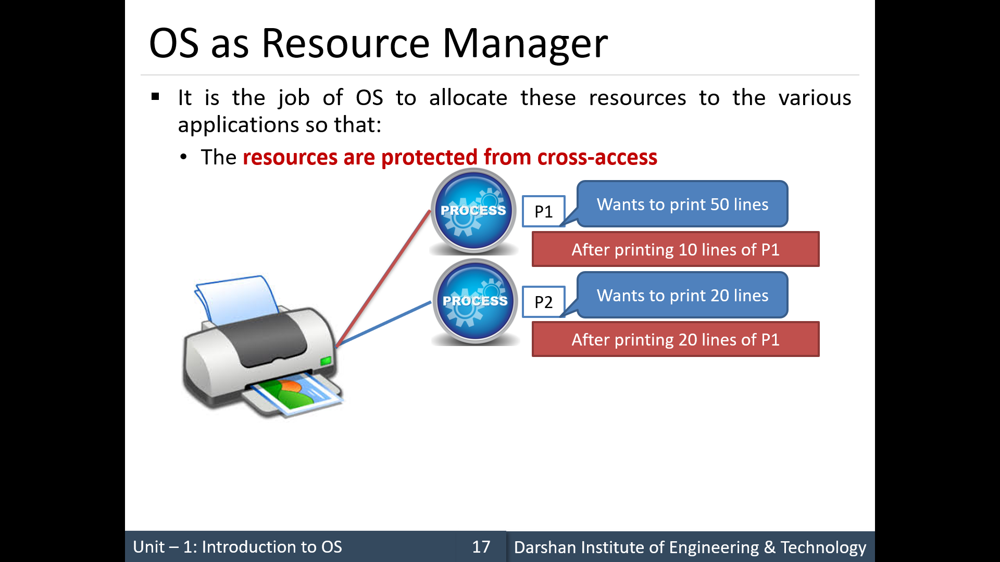 OS as Resource Manager
It is the job of OS to allocate these resources to the various
applications so that:
The resources are protected from cross-access
PROCESS
P1
Wants to print 50 lines
After printing 10 lines of P1
PROCESS
P2
Wants to print 20 lines
After printing 20 lines of P1
Unit – 1: Introduction to OS
17
Darshan Institute of Engineering & Technology